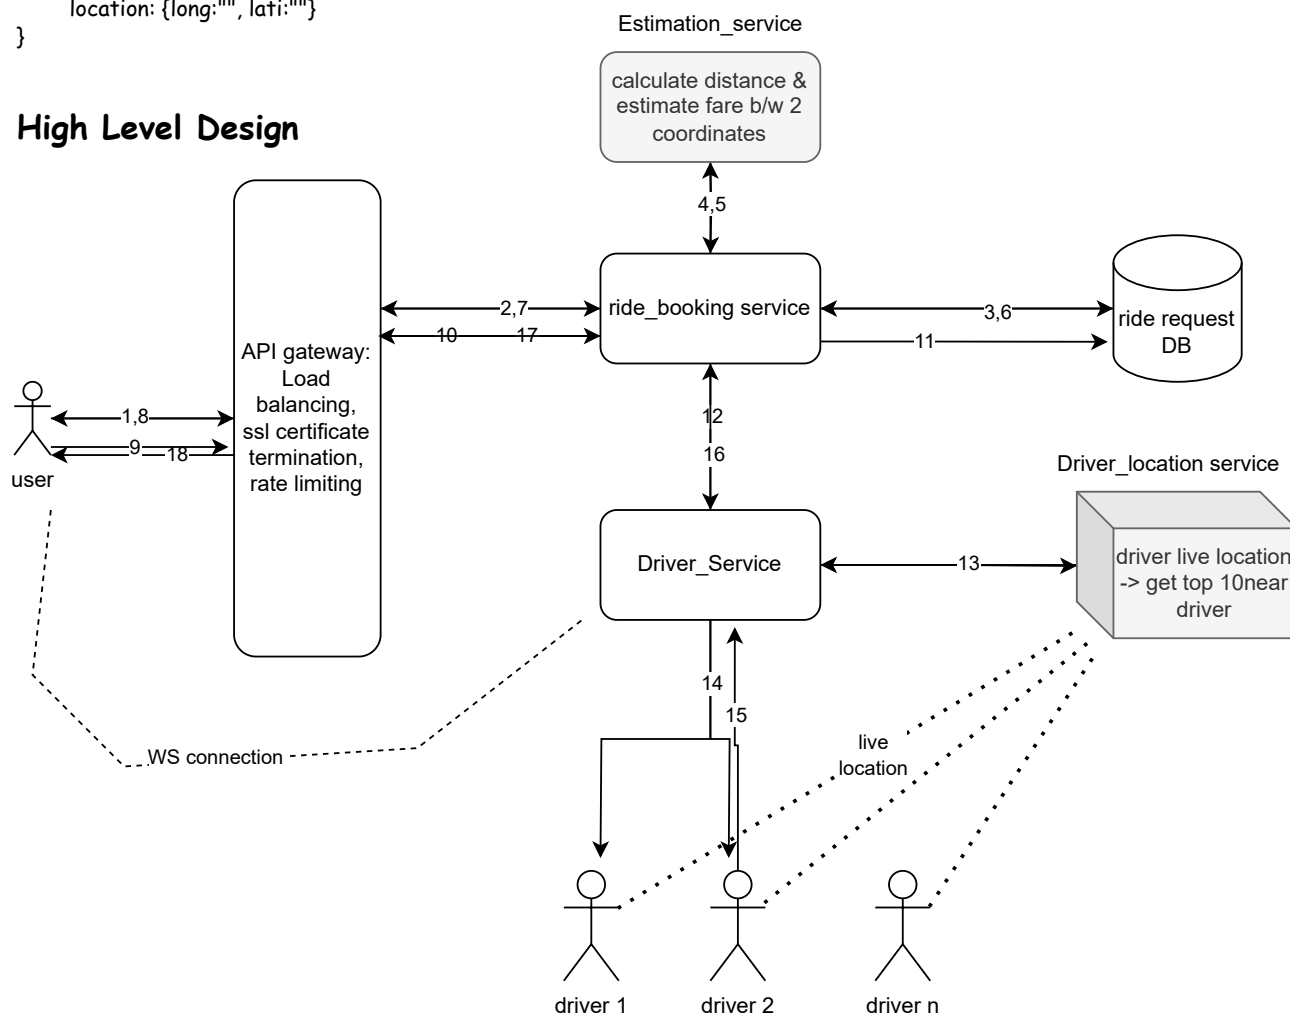 location: {long:"", lati:""}
}
Estimation_service
calculate distance &
estimate fare b/w 2
coordinates
High Level Design
4,5
2,7
ride_booking service
3,6
ride request
DB
10
17
11
API gateway:
Load
balancing,
ssl certificate
termination,
rate limiting
1,8
9
18
user
12
16
Driver_location service
Driver_Service
13
driver live location
-> get top 10near
driver
14
15
WS connection
live
location
driver 1
driver 2
driver n